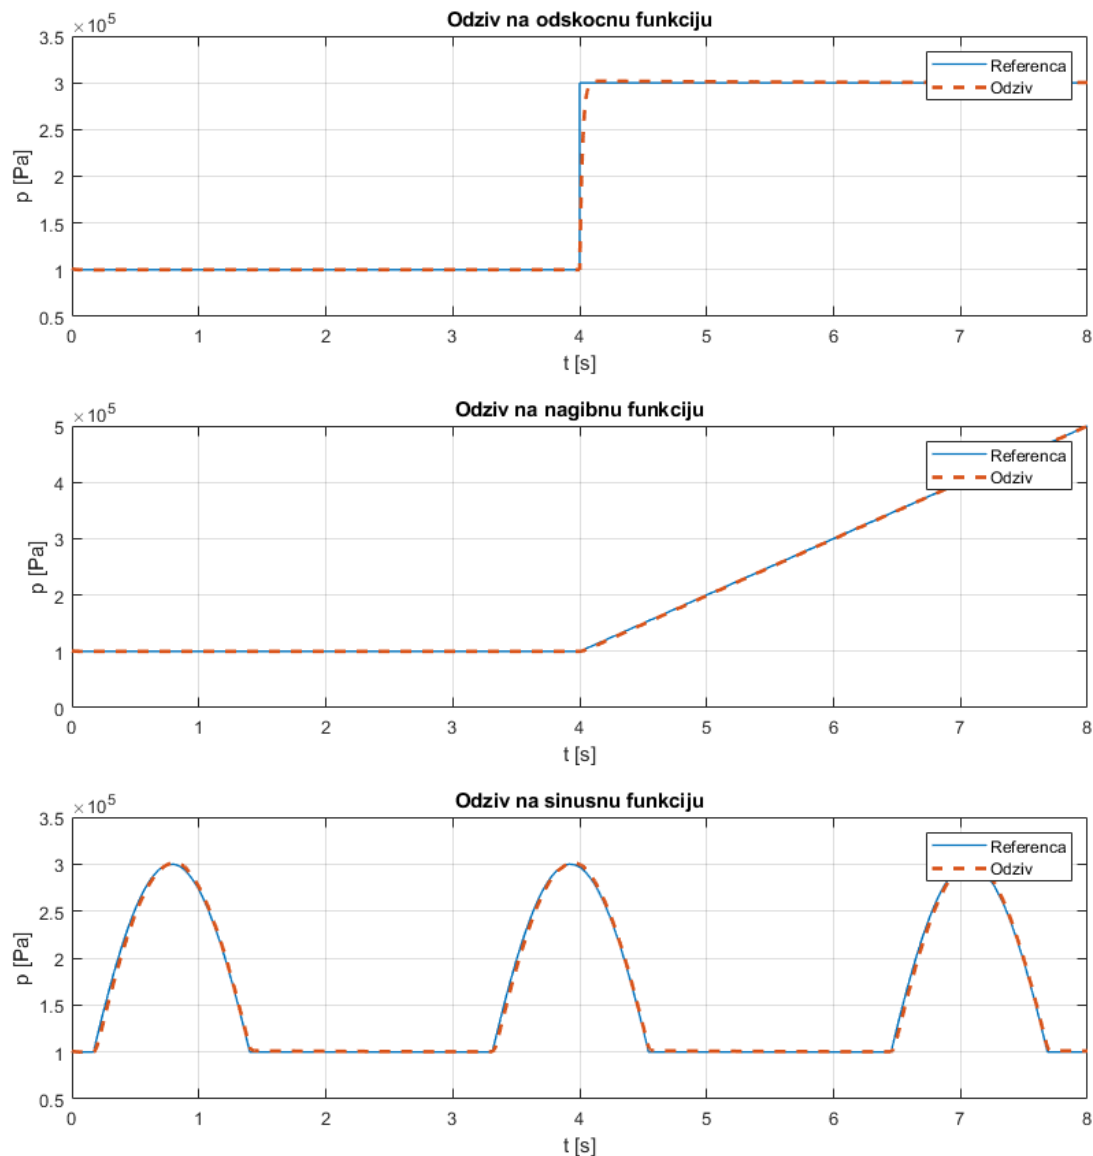 Odziv na odskocnu funkciju
×10^5
3.5
3
2.5
2
1.5
1
0.5
p [Pa]
Referenca
Odziv
0 1 2 3 4 5 6 7 8
t [s]
Odziv na nagibnu funkciju
×10^5
5
4
3
2
1
0
p [Pa]
Referenca
Odziv
0 1 2 3 4 5 6 7 8
t [s]
Odziv na sinusnu funkciju
×10^5
3.5
3
2.5
2
1.5
1
0.5
p [Pa]
Referenca
Odziv
0 1 2 3 4 5 6 7 8
t [s]